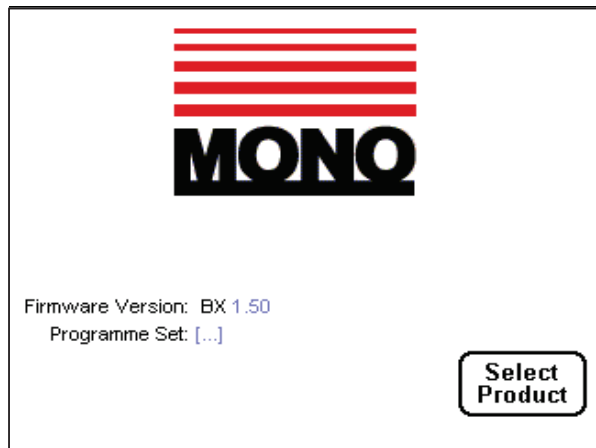 MONO
Firmware Version: BX 1.50
Programme Set: [...]
Select
Product